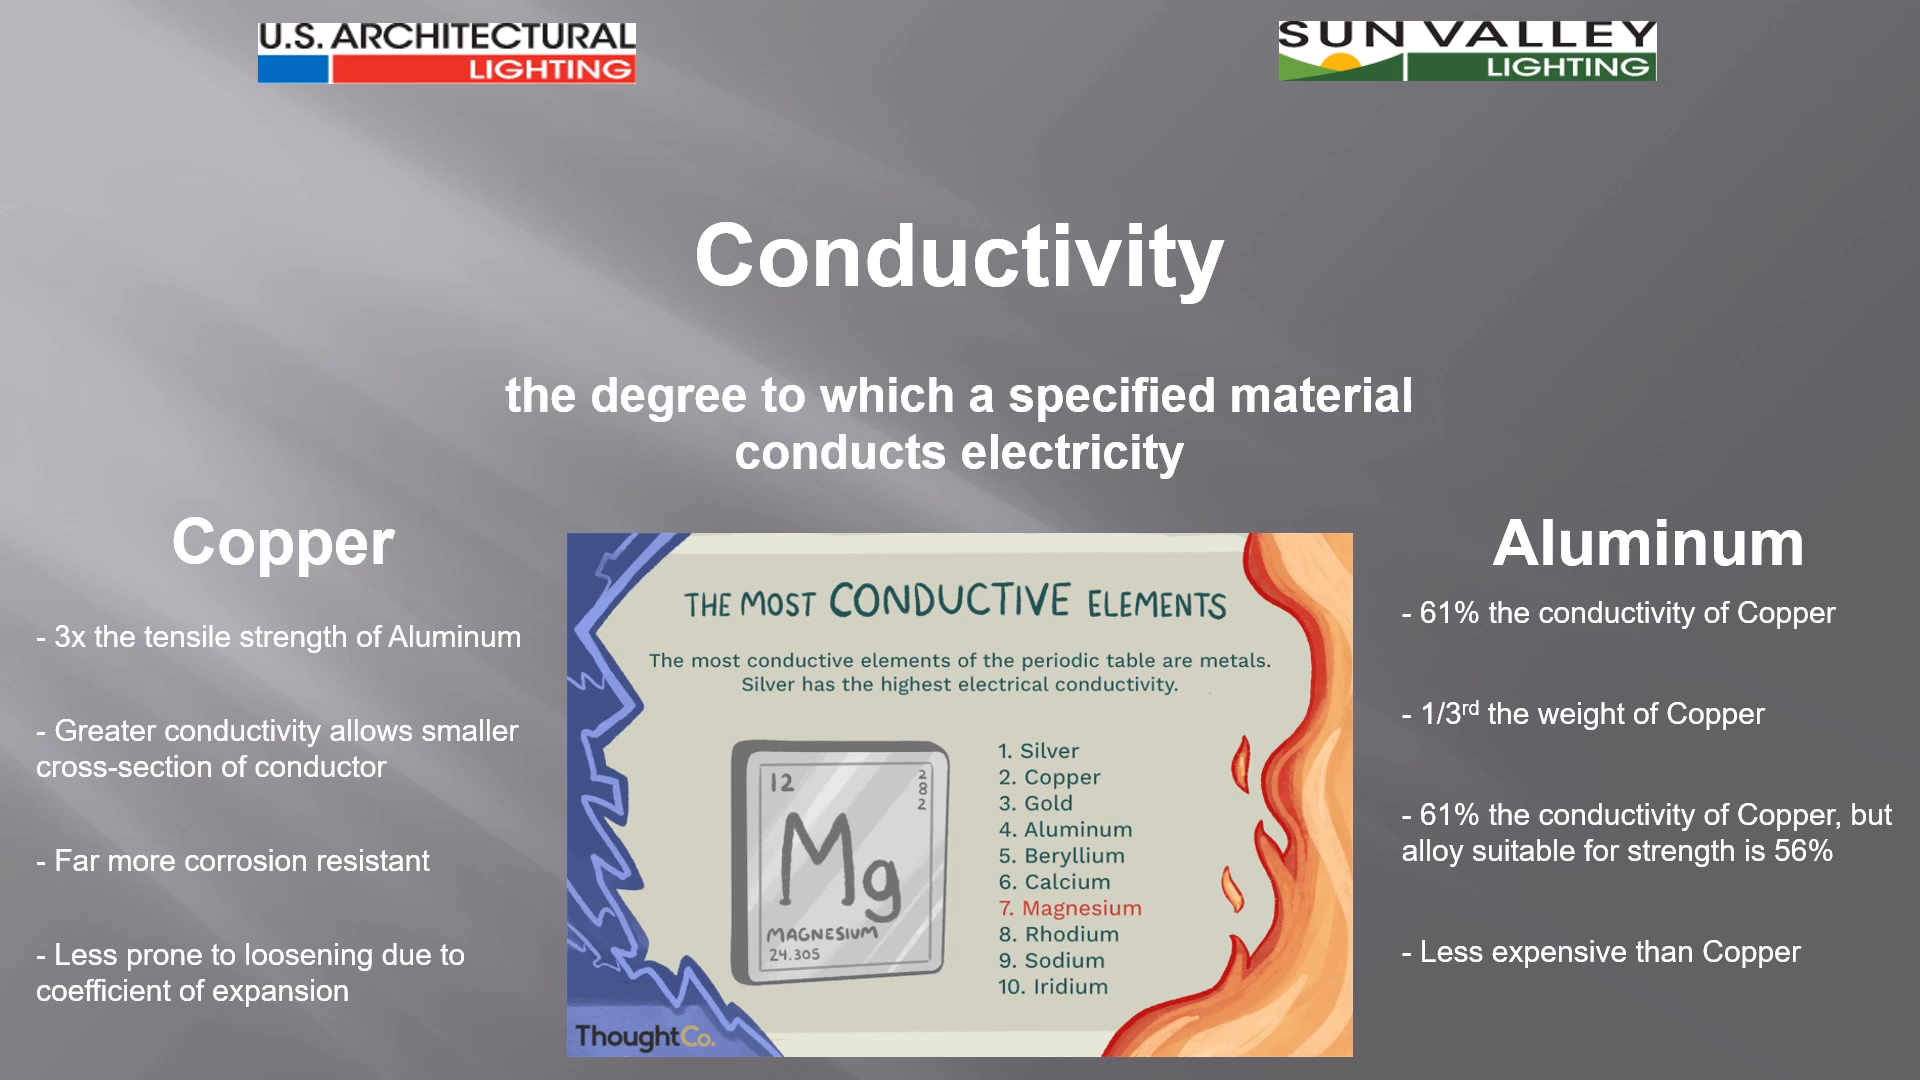 U.S. ARCHITECTURAL
LIGHTING
SUN VALLEY
LIGHTING
Conductivity
the degree to which a specified material
conducts electricity
Copper
- 3x the tensile strength of Aluminum
- Greater conductivity allows smaller
cross-section of conductor
- Far more corrosion resistant
- Less prone to loosening due to
coefficient of expansion
THE MOST CONDUCTIVE ELEMENTS
The most conductive elements of the periodic table are metals.
Silver has the highest electrical conductivity.
12
2
8
2
Mg
MAGNESIUM
24.305
1. Silver
2. Copper
3. Gold
4. Aluminum
5. Beryllium
6. Calcium
7. Magnesium
8. Rhodium
9. Sodium
10. Iridium
ThoughtCo.
Aluminum
- 61% the conductivity of Copper
- 1/3rd the weight of Copper
- 61% the conductivity of Copper, but
alloy suitable for strength is 56%
- Less expensive than Copper